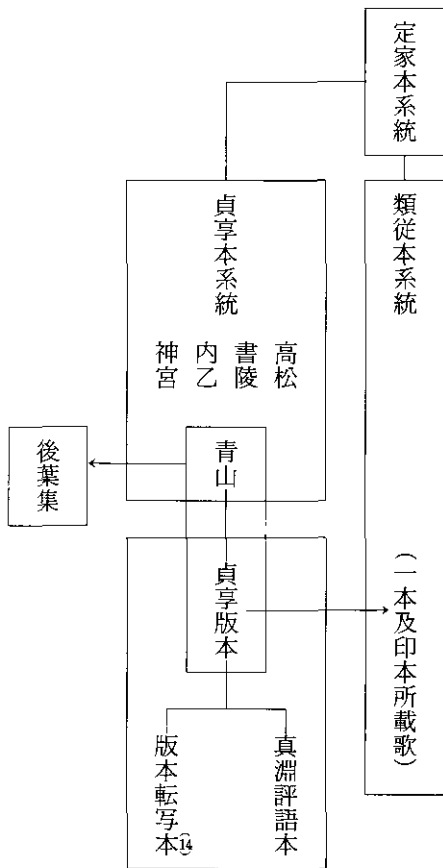 定家本系統
類従本系統
(一本及印本所載歌)
貞享本系統
高松
書陵
内乙
神宮
青山
後葉集
貞享版本
真淵評語本
版本転写本(14)